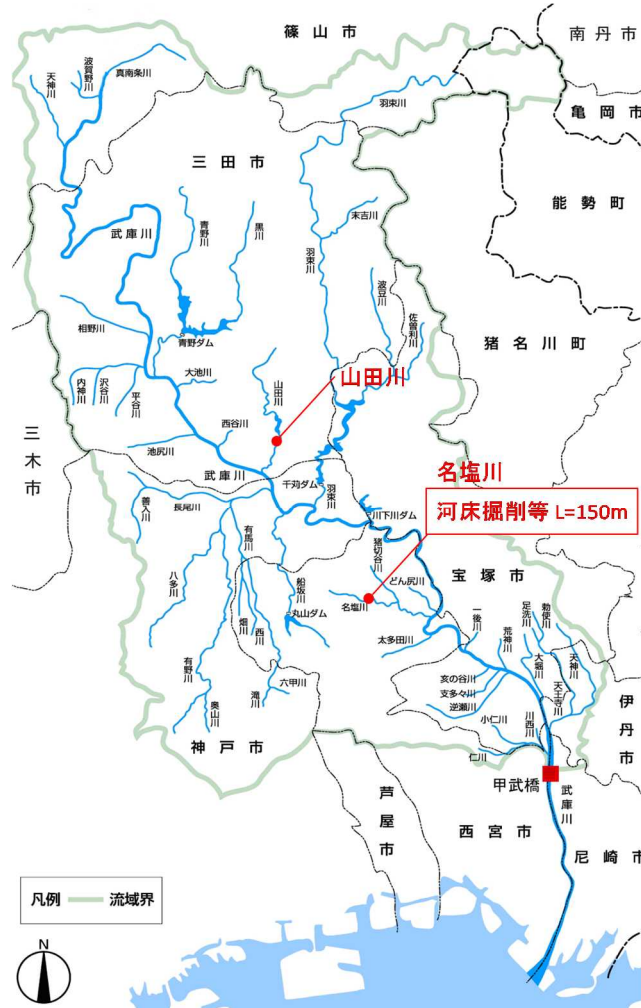 篠山市
南丹市
亀岡市
能勢町
天神川
波賀野川
真南条川
羽束川
三田市
武庫川
青野川
黒川
末吉川
羽束川
波豆川
佐曽利川
猪名川町
相野川
青野ダム
大池川
山田川
山田川
内神川
沢谷川
平谷川
西谷川
池尻川
三木市
武庫川
千苅ダム
羽束川
名塩川
河床掘削等 L=150m
川下川ダム
善入川
長尾川
有馬川
猪切谷川
どん尻川
宝塚市
八多川
船坂川
名塩川
丸山ダム
畑川
西川
太多田川
一後川
荒神川
足洗川
勅使川
大堀川
天神川
天王寺川
有野川
六甲川
滝川
奥山川
亥の谷川
支多々川
逆瀬川
小仁川
川西川
仁川
伊丹市
神戸市
芦屋市
西宮市
甲武橋
武庫川
尼崎市
凡例
流域界
N